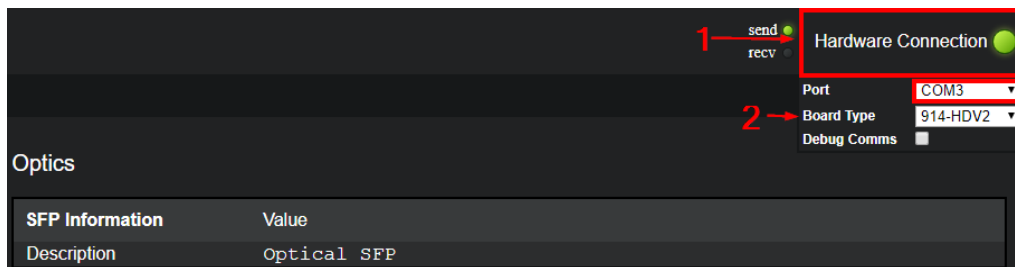 1
send
recv
Hardware Connection
Port COM3
2
Board Type 914-HDV2
Debug Comms
Optics
SFP Information Value
Description Optical SFP